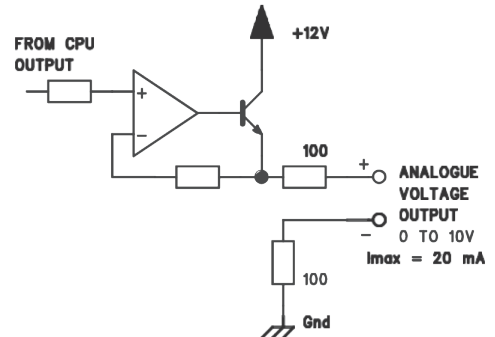 +12V
FROM CPU
OUTPUT
+
−
100
+
ANALOGUE
VOLTAGE
OUTPUT
− 0 TO 10V
Imax = 20 mA
100
Gnd